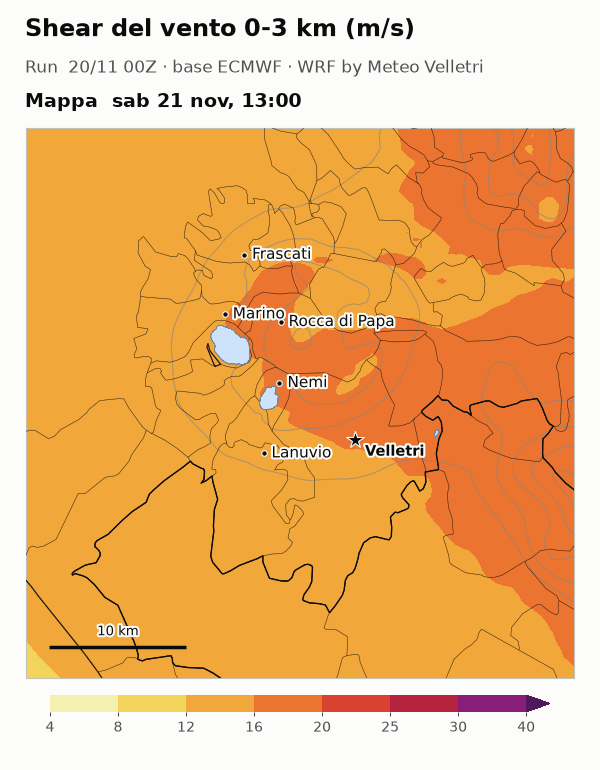 Shear del vento 0-3 km (m/s)
Run  20/11 00Z · base ECMWF · WRF by Meteo Velletri
Mappa  sab 21 nov, 13:00
Frascati
Marino
Rocca di Papa
Nemi
Velletri
Lanuvio
10 km
4 8 12 16 20 25 30 40